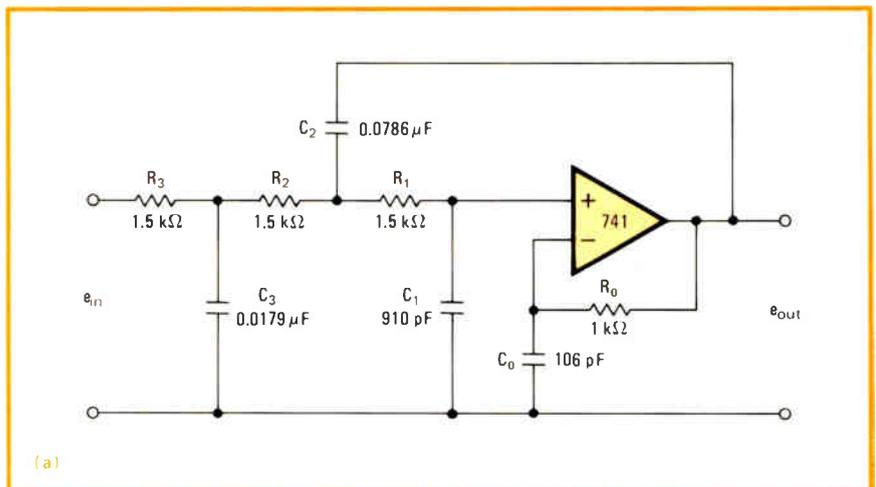 C₂ 0.0786 μF
R₃ R₂ R₁
1.5 kΩ 1.5 kΩ 1.5 kΩ
+
741
−
eᵢₙ
C₃
0.0179 μF
C₁
910 pF
R₀
1 kΩ
eₒᵤₜ
C₀ 106 pF
(a)